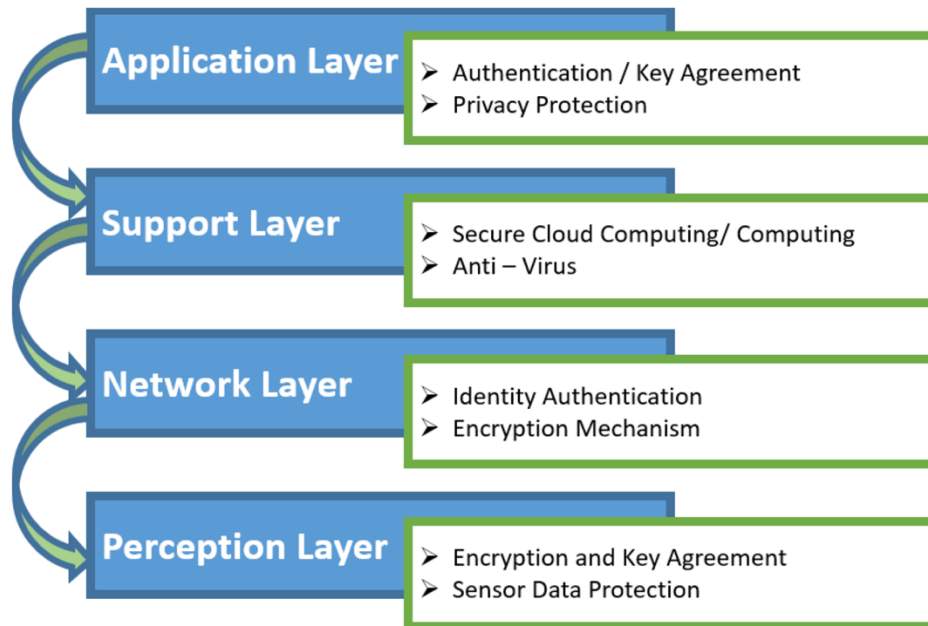 Application Layer
Authentication / Key Agreement
Privacy Protection
Support Layer
Secure Cloud Computing/ Computing
Anti – Virus
Network Layer
Identity Authentication
Encryption Mechanism
Perception Layer
Encryption and Key Agreement
Sensor Data Protection